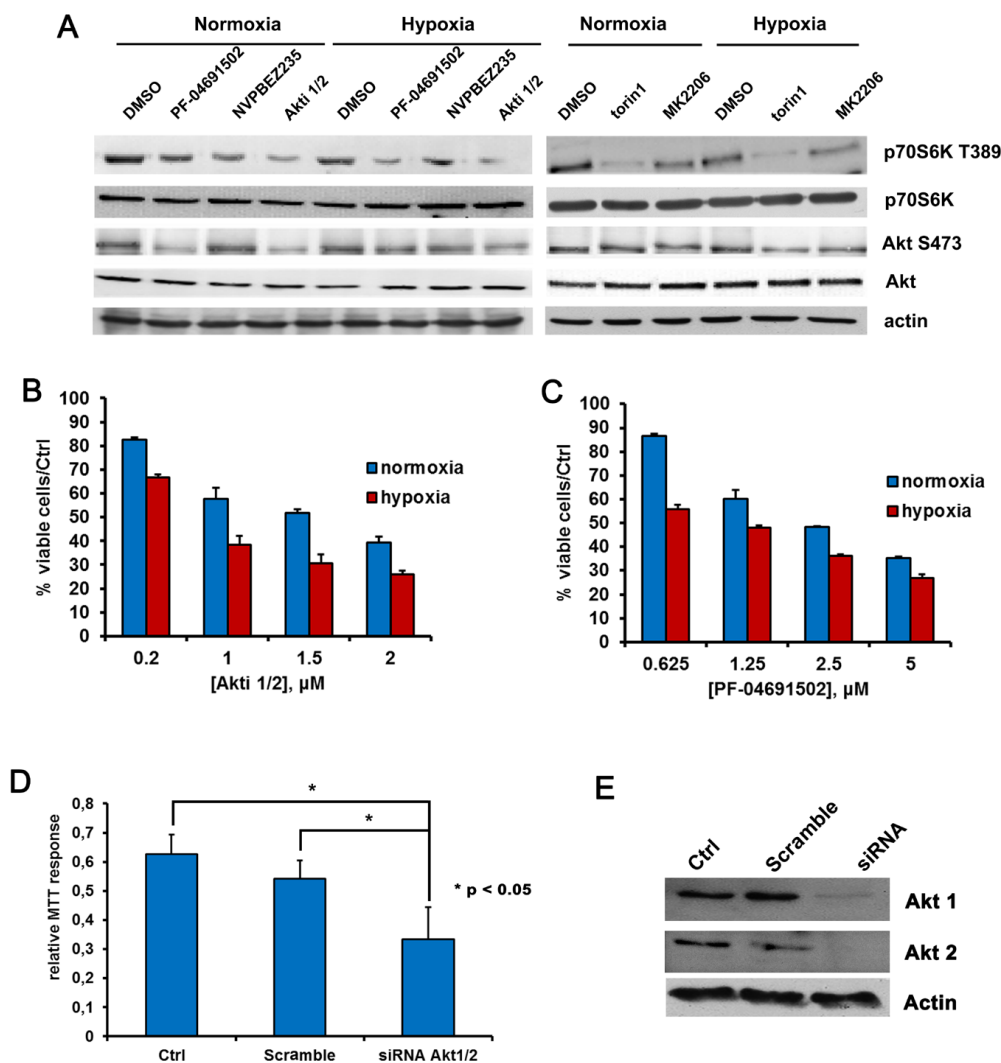 A
Normoxia Hypoxia Normoxia Hypoxia
DMSO PF-04691502 NVPBEZ235 Akti 1/2 DMSO PF-04691502 NVPBEZ235 Akti 1/2 DMSO torin1 MK2206 DMSO torin1 MK2206
p70S6K T389
p70S6K
Akt S473
Akt
actin
B
% viable cells/Ctrl
100
90
80
70
60
50
40
30
20
10
0
normoxia
hypoxia
0.2 1 1.5 2
[Akti 1/2], µM
C
% viable cells/Ctrl
100
90
80
70
60
50
40
30
20
10
0
normoxia
hypoxia
0.625 1.25 2.5 5
[PF-04691502], µM
D
relative MTT response
0,8
0,7
0,6
0,5
0,4
0,3
0,2
0,1
0
*
*
* p < 0.05
Ctrl Scramble siRNA Akt1/2
E
Ctrl Scramble siRNA
Akt 1
Akt 2
Actin